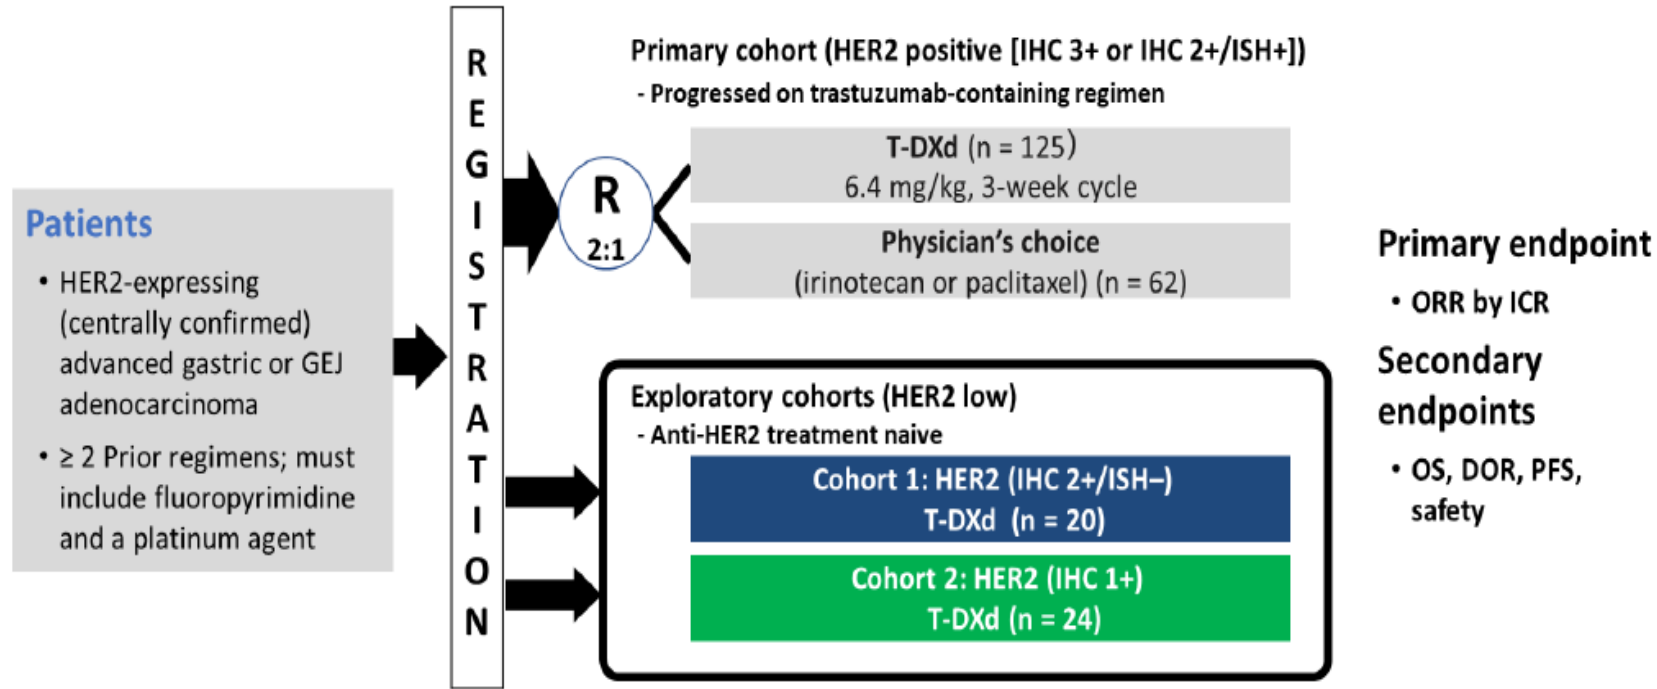 Patients
• HER2-expressing
(centrally confirmed)
advanced gastric or GEJ
adenocarcinoma
• ≥ 2 Prior regimens; must
include fluoropyrimidine
and a platinum agent
REGISTRATION
Primary cohort (HER2 positive [IHC 3+ or IHC 2+/ISH+])
- Progressed on trastuzumab-containing regimen
R
2:1
T-DXd (n = 125)
6.4 mg/kg, 3-week cycle
Physician’s choice
(irinotecan or paclitaxel) (n = 62)
Exploratory cohorts (HER2 low)
- Anti-HER2 treatment naive
Cohort 1: HER2 (IHC 2+/ISH–)
T-DXd (n = 20)
Cohort 2: HER2 (IHC 1+)
T-DXd (n = 24)
Primary endpoint
• ORR by ICR
Secondary
endpoints
• OS, DOR, PFS,
safety